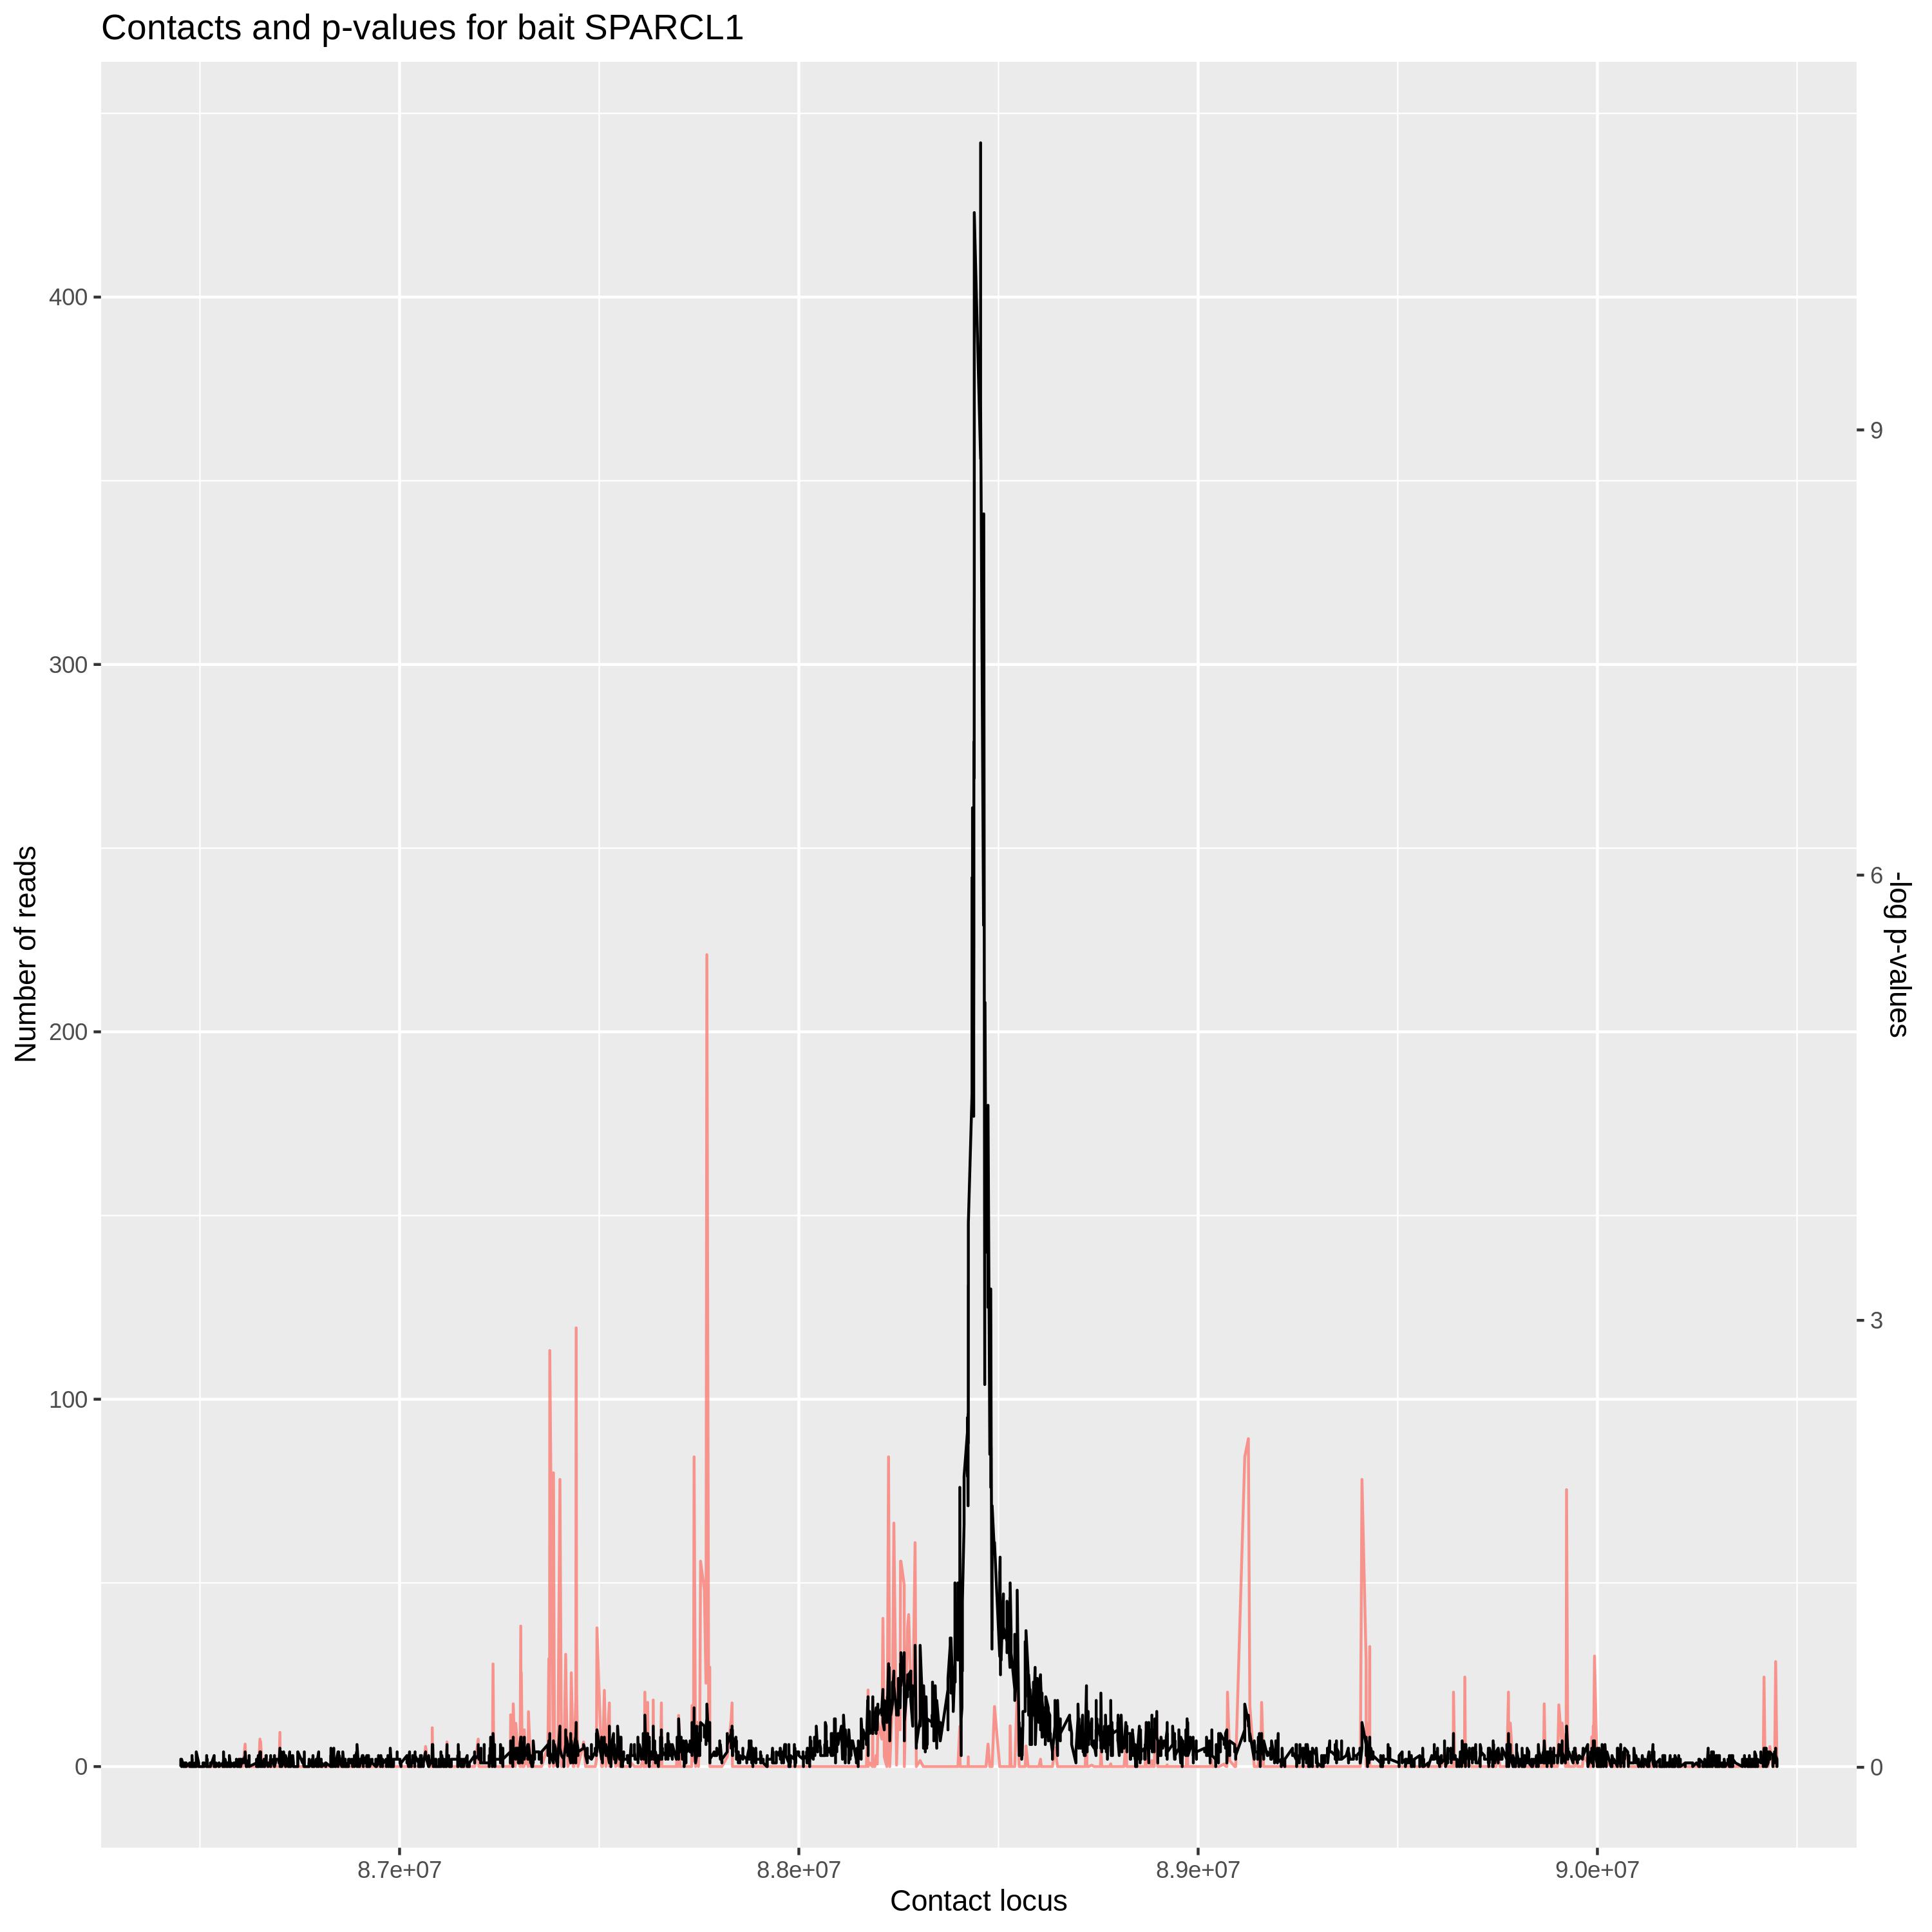 Contacts and p-values for bait SPARCL1
Number of reads
400
300
200
100
0
9
6
3
0
-log p-values
8.7e+07
8.8e+07
8.9e+07
9.0e+07
Contact locus